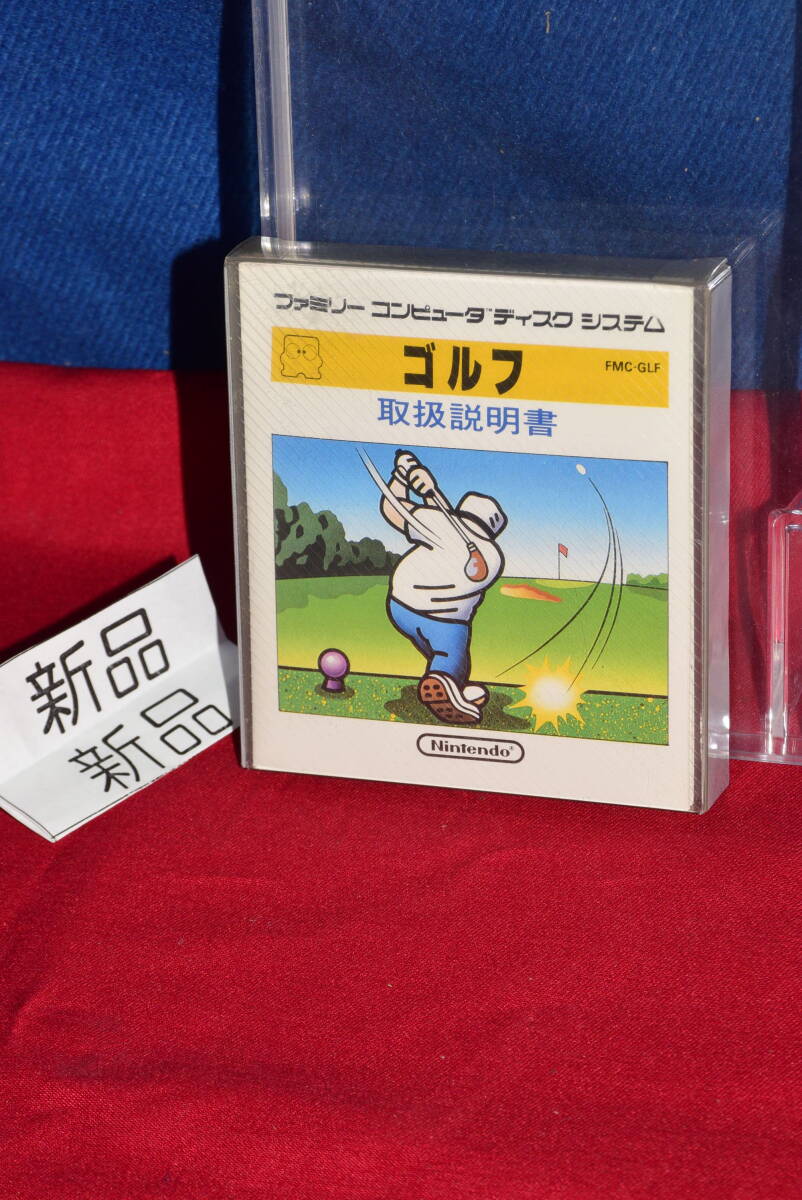 ファミリー コンピュータ ディスク システム
ゴルフ
FMC-GLF
取扱説明書
Nintendo®
新品
新品